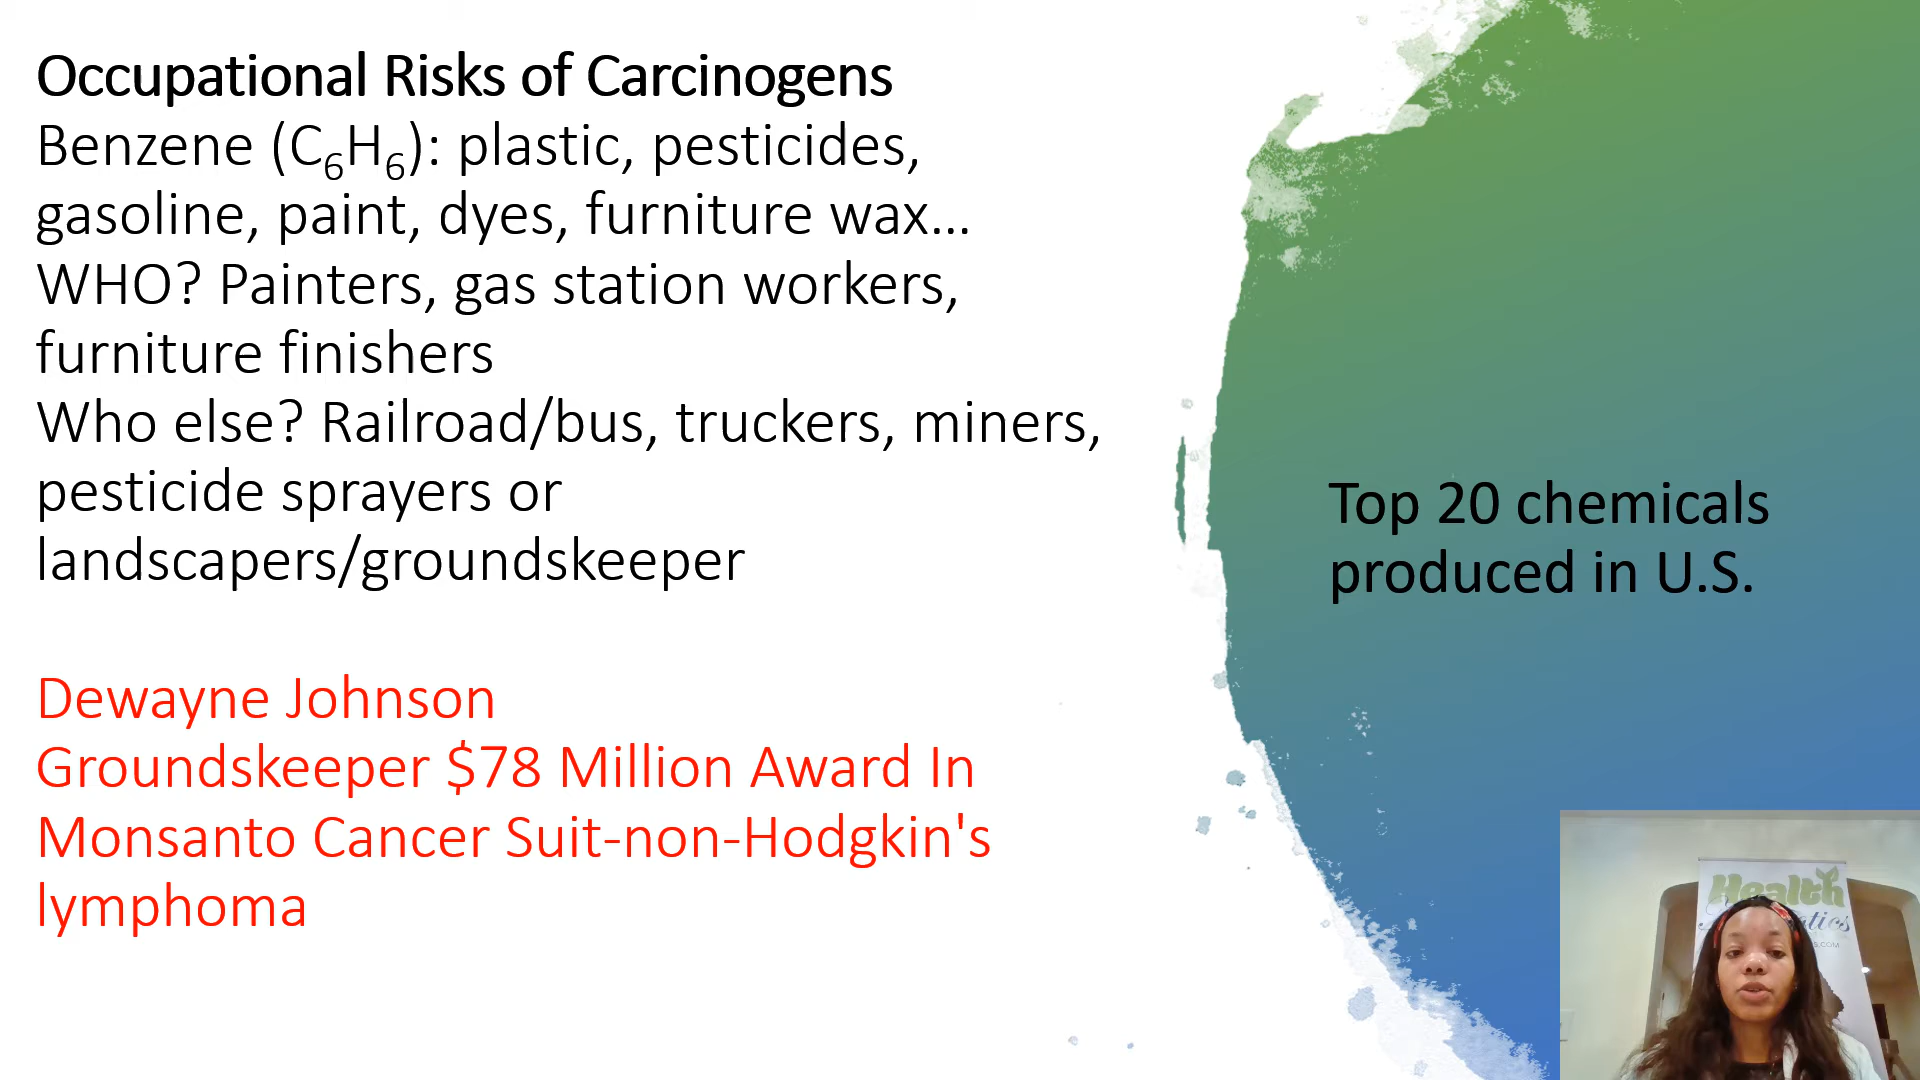 Occupational Risks of Carcinogens
Benzene (C6H6): plastic, pesticides,
gasoline, paint, dyes, furniture wax…
WHO? Painters, gas station workers,
furniture finishers
Who else? Railroad/bus, truckers, miners,
pesticide sprayers or
landscapers/groundskeeper
Dewayne Johnson
Groundskeeper $78 Million Award In
Monsanto Cancer Suit-non-Hodgkin's
lymphoma
Top 20 chemicals
produced in U.S.
Health